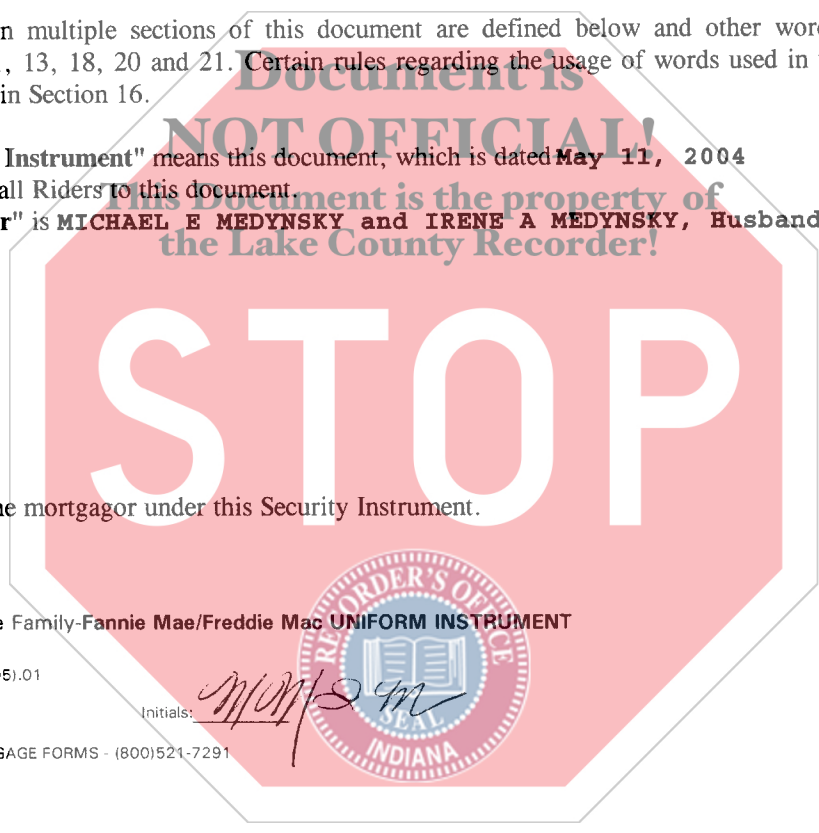 n multiple sections of this document are defined below and other wor
, 13, 18, 20 and 21. Certain rules regarding the usage of words used in
in Section 16.
Document is
NOT OFFICIAL!
This Document is the property of
the Lake County Recorder!
Instrument" means this document, which is dated May 11, 2004
all Riders to this document.
r" is MICHAEL E MEDYNSKY and IRENE A MEDYNSKY, Husband
STOP
e mortgagor under this Security Instrument.
e Family-Fannie Mae/Freddie Mac UNIFORM INSTRUMENT
5).01
Initials:
GAGE FORMS - (800)521-7291
RECORDER'S OFFICE
SEAL
INDIANA